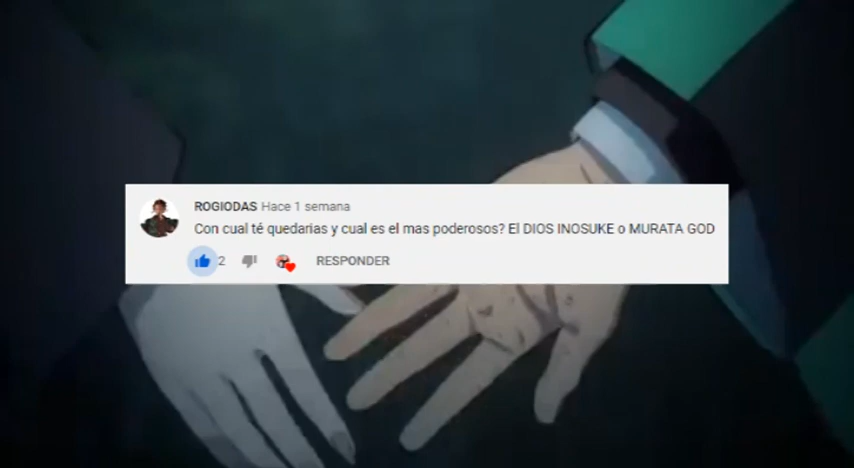 ROGIODAS Hace 1 semana
Con cual té quedarias y cual es el mas poderosos? El DIOS INOSUKE o MURATA GOD
2 RESPONDER